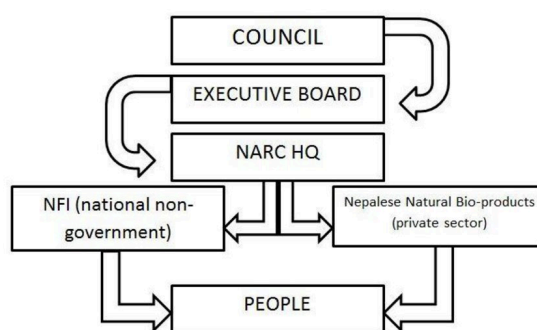 COUNCIL
EXECUTIVE BOARD
NARC HQ
NFI (national non-
government)
Nepalese Natural Bio-products
(private sector)
PEOPLE